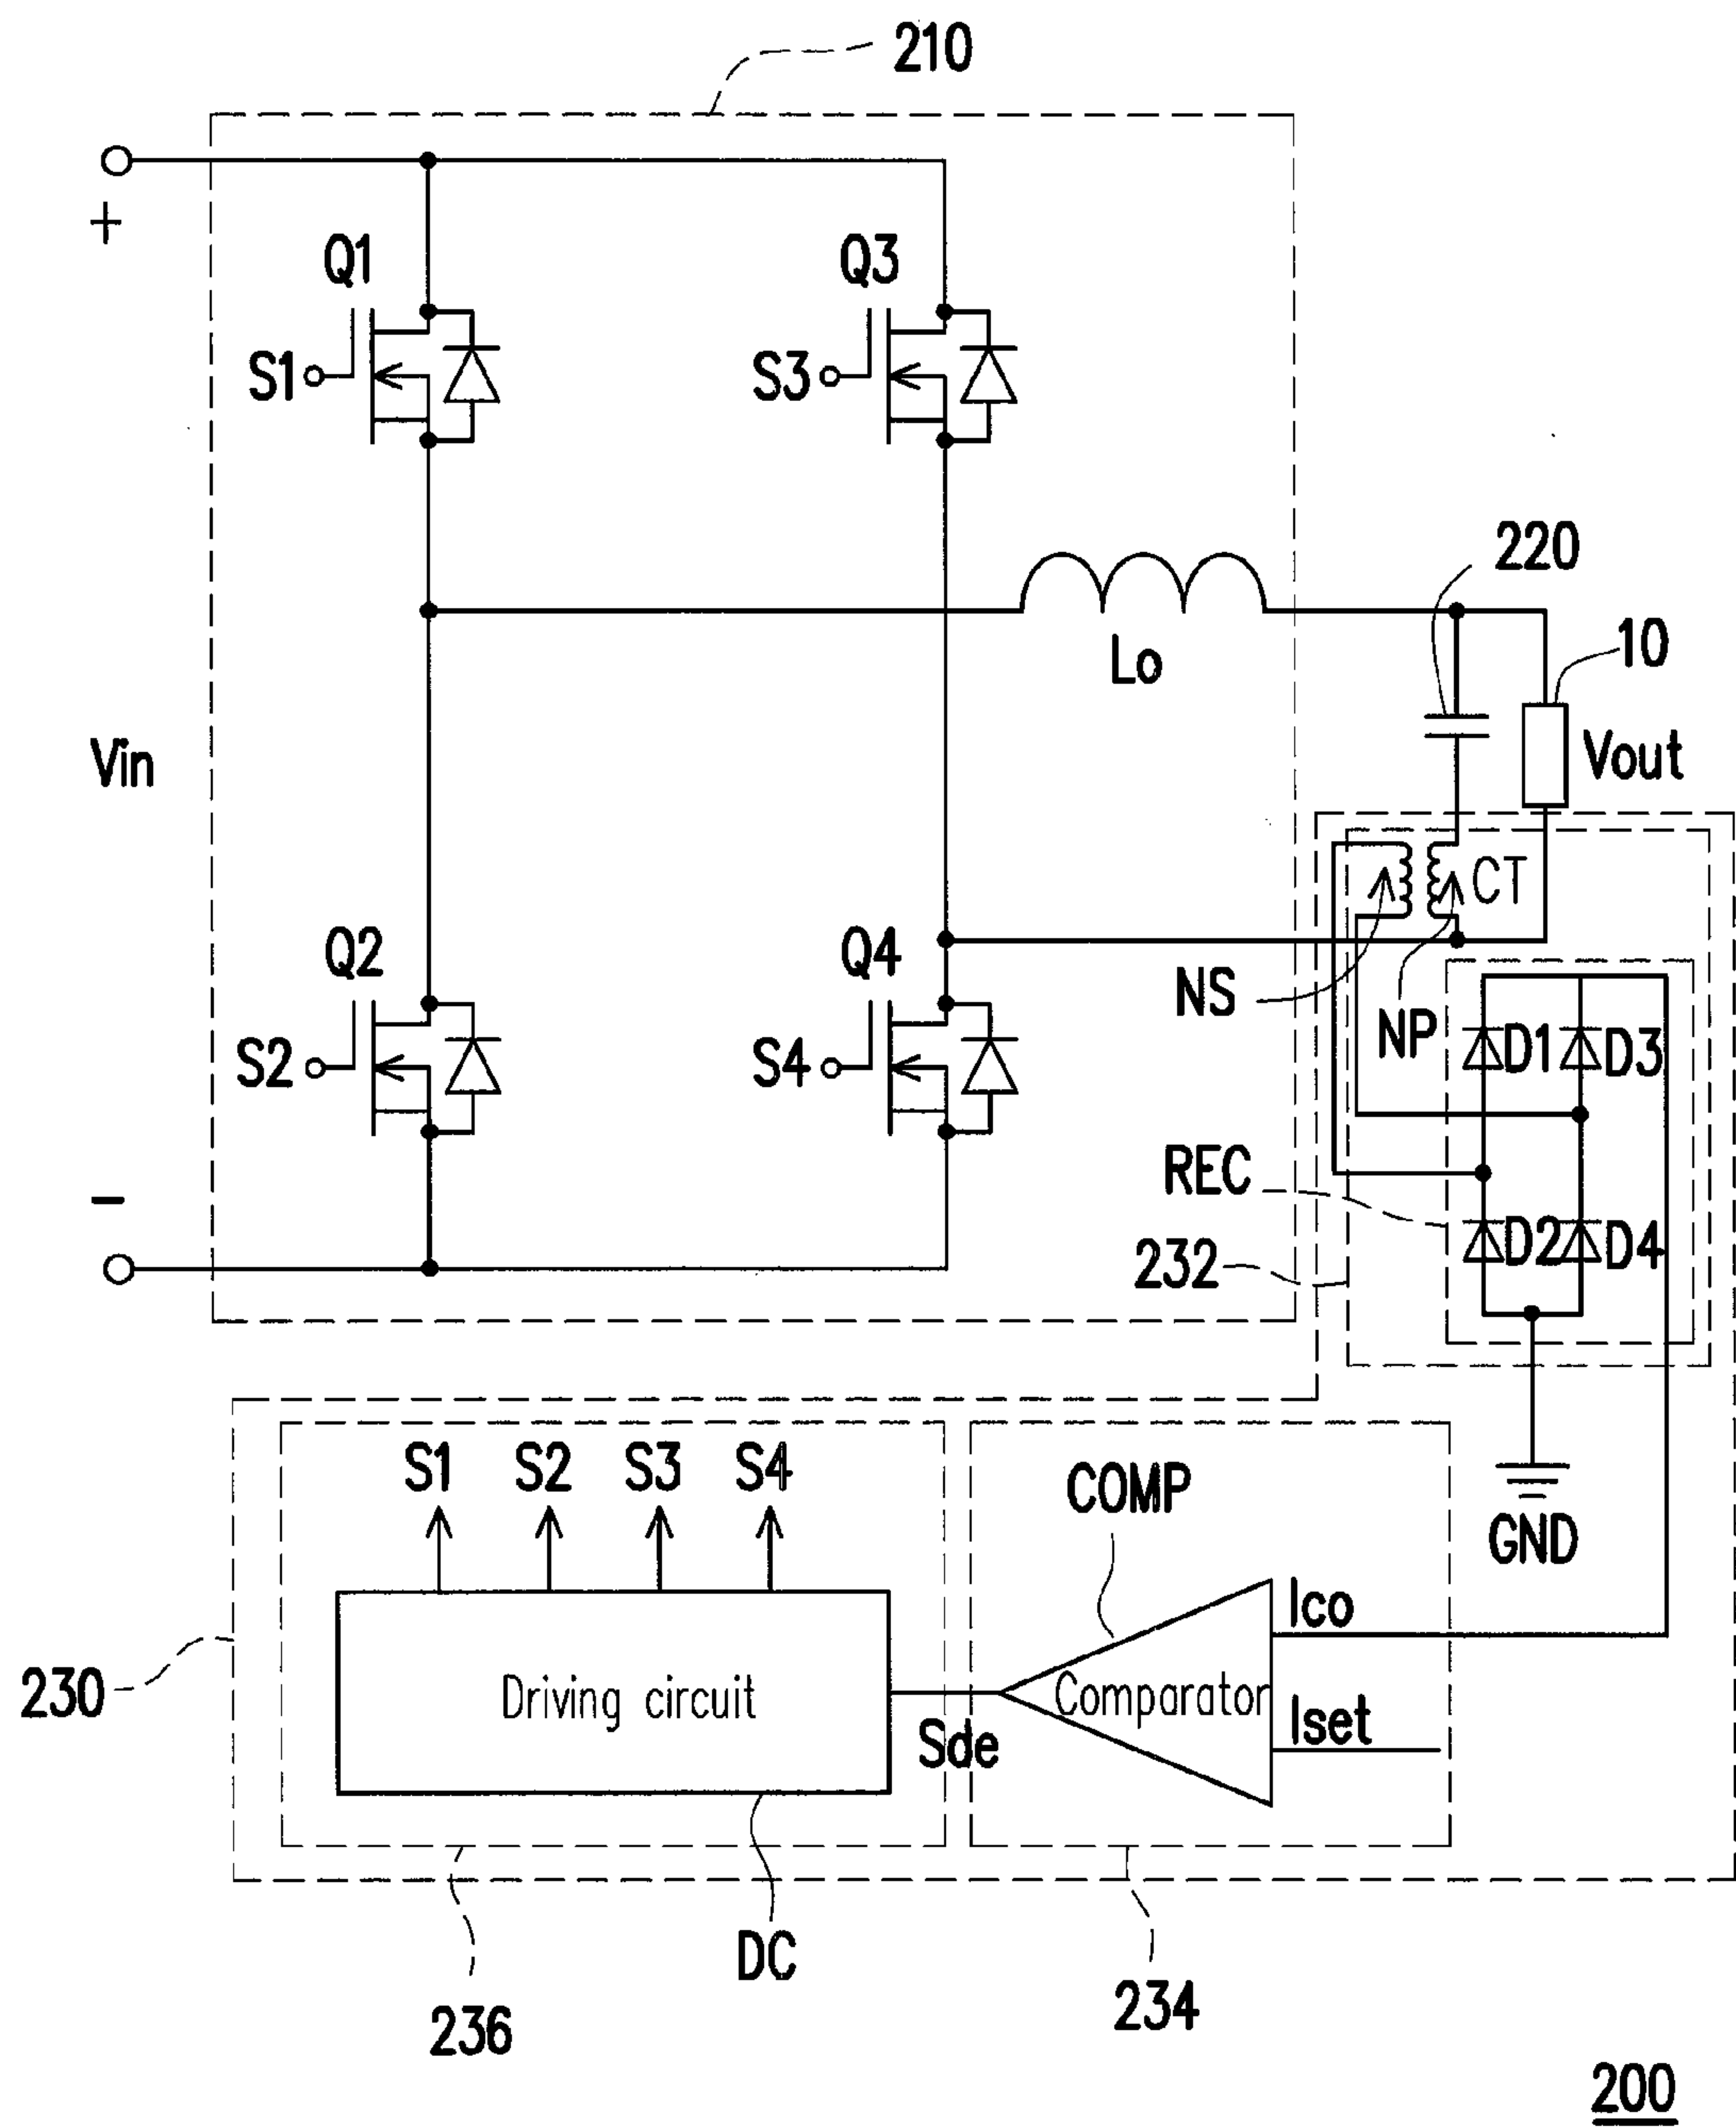 210
+
Q1
Q3
S1
S3
220
10
Lo
Vin
Vout
CT
Q2
Q4
NS
NP
S2
S4
D1
D3
REC
-
232
D2
D4
S1 S2 S3 S4
COMP
GND
Ico
230
Driving circuit
Comparator
Sde
Iset
DC
236
234
200